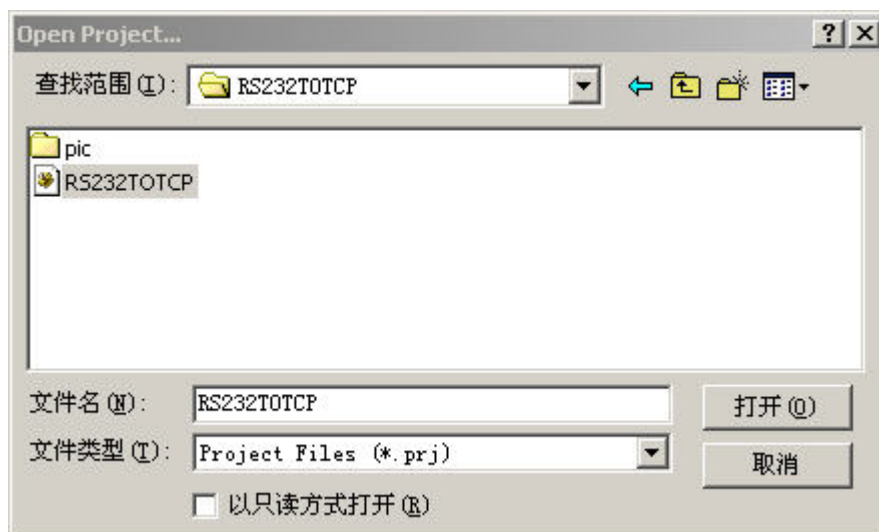 Open Project...
查找范围(I): RS232TOTCP
pic
RS232TOTCP
文件名(N): RS232TOTCP 打开(O)
文件类型(T): Project Files (*.prj) 取消
以只读方式打开(R)